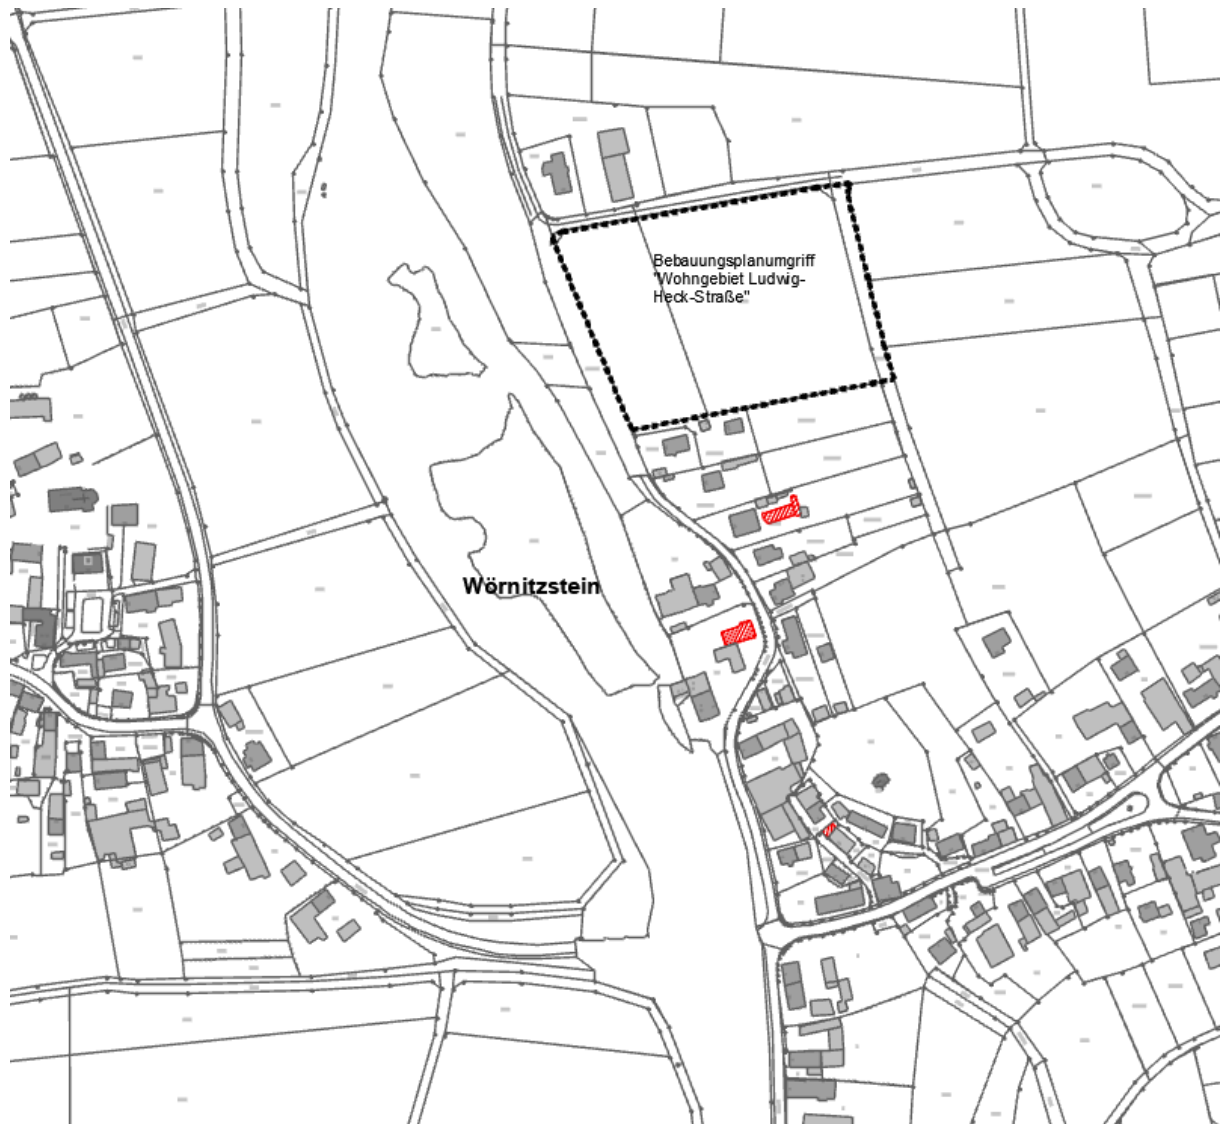 Bebauungsplanumgriff
"Wohngebiet Ludwig-
Heck-Straße"
Wörnitzstein